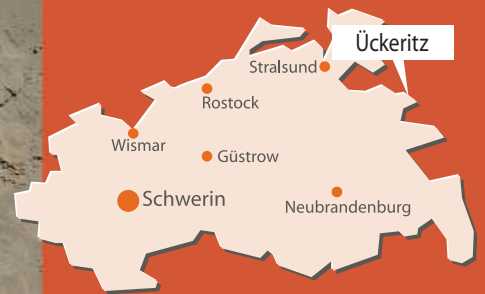 Ückeritz
Stralsund
Rostock
Wismar
Güstrow
Schwerin
Neubrandenburg